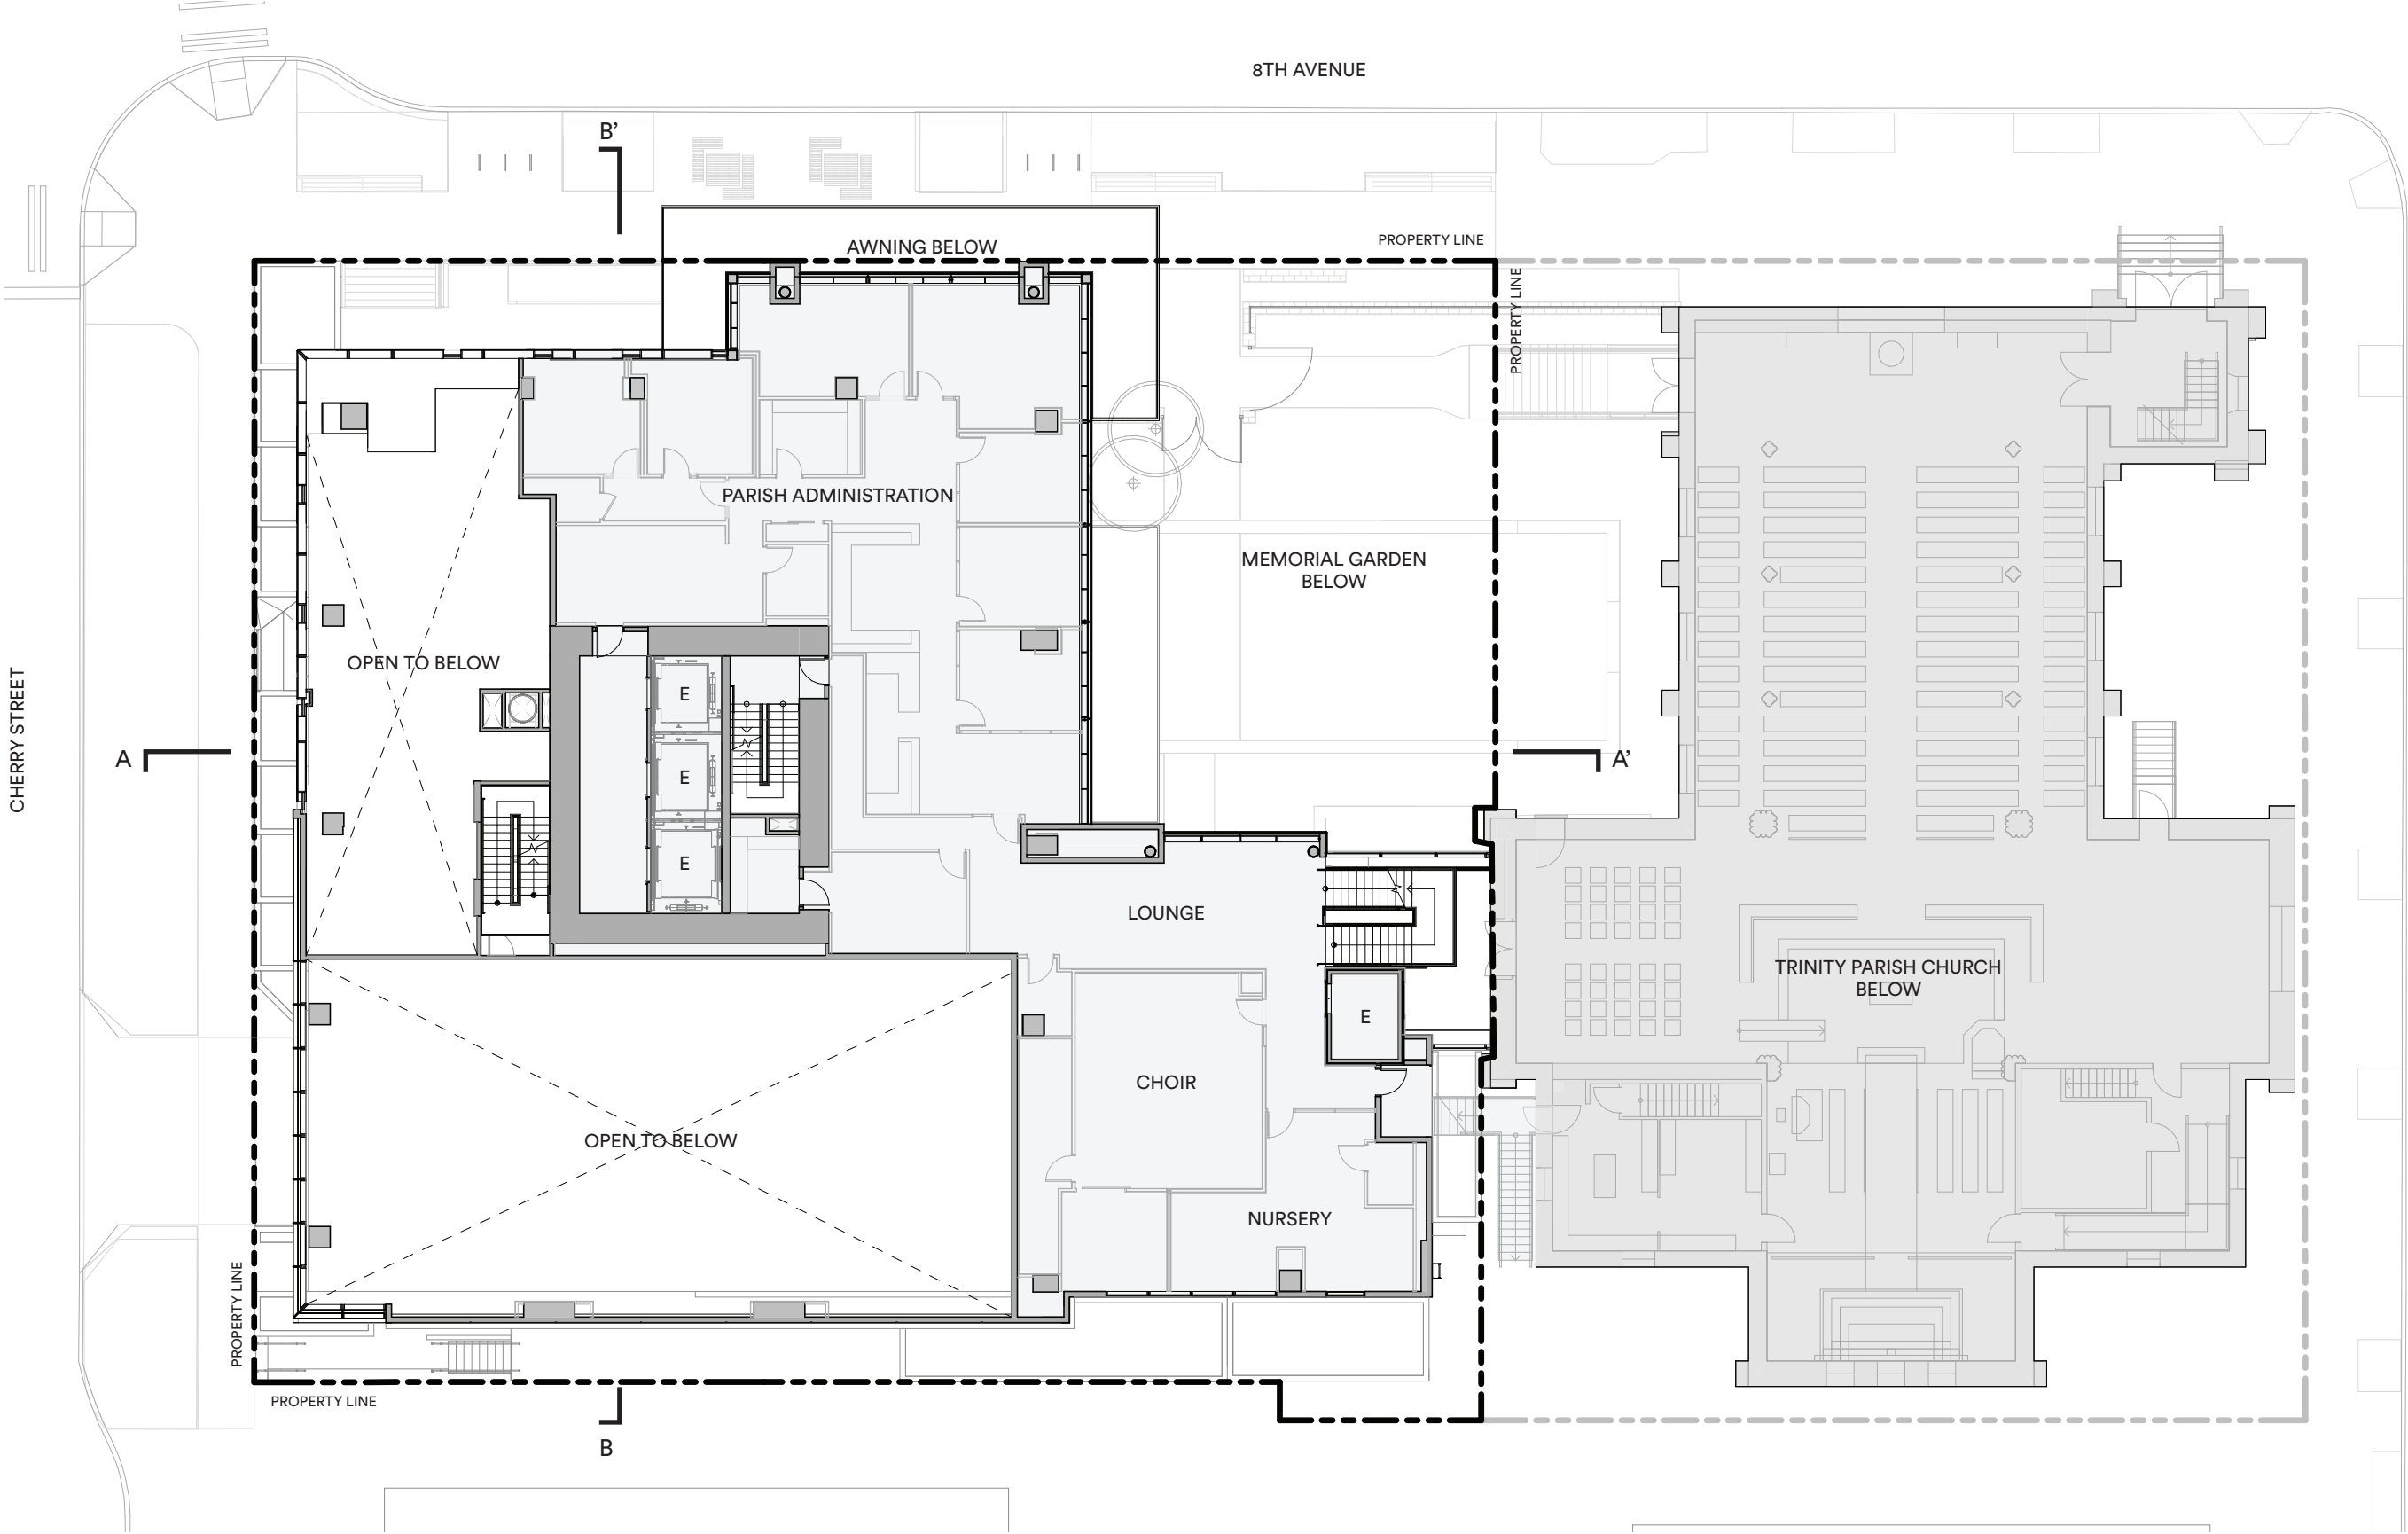 8TH AVENUE
B’
AWNING BELOW
PROPERTY LINE
PROPERTY LINE
PARISH ADMINISTRATION
MEMORIAL GARDEN
BELOW
OPEN TO BELOW
CHERRY STREET
E
A
A’
E
E
LOUNGE
TRINITY PARISH CHURCH
BELOW
E
CHOIR
OPEN TO BELOW
NURSERY
PROPERTY LINE
PROPERTY LINE
B